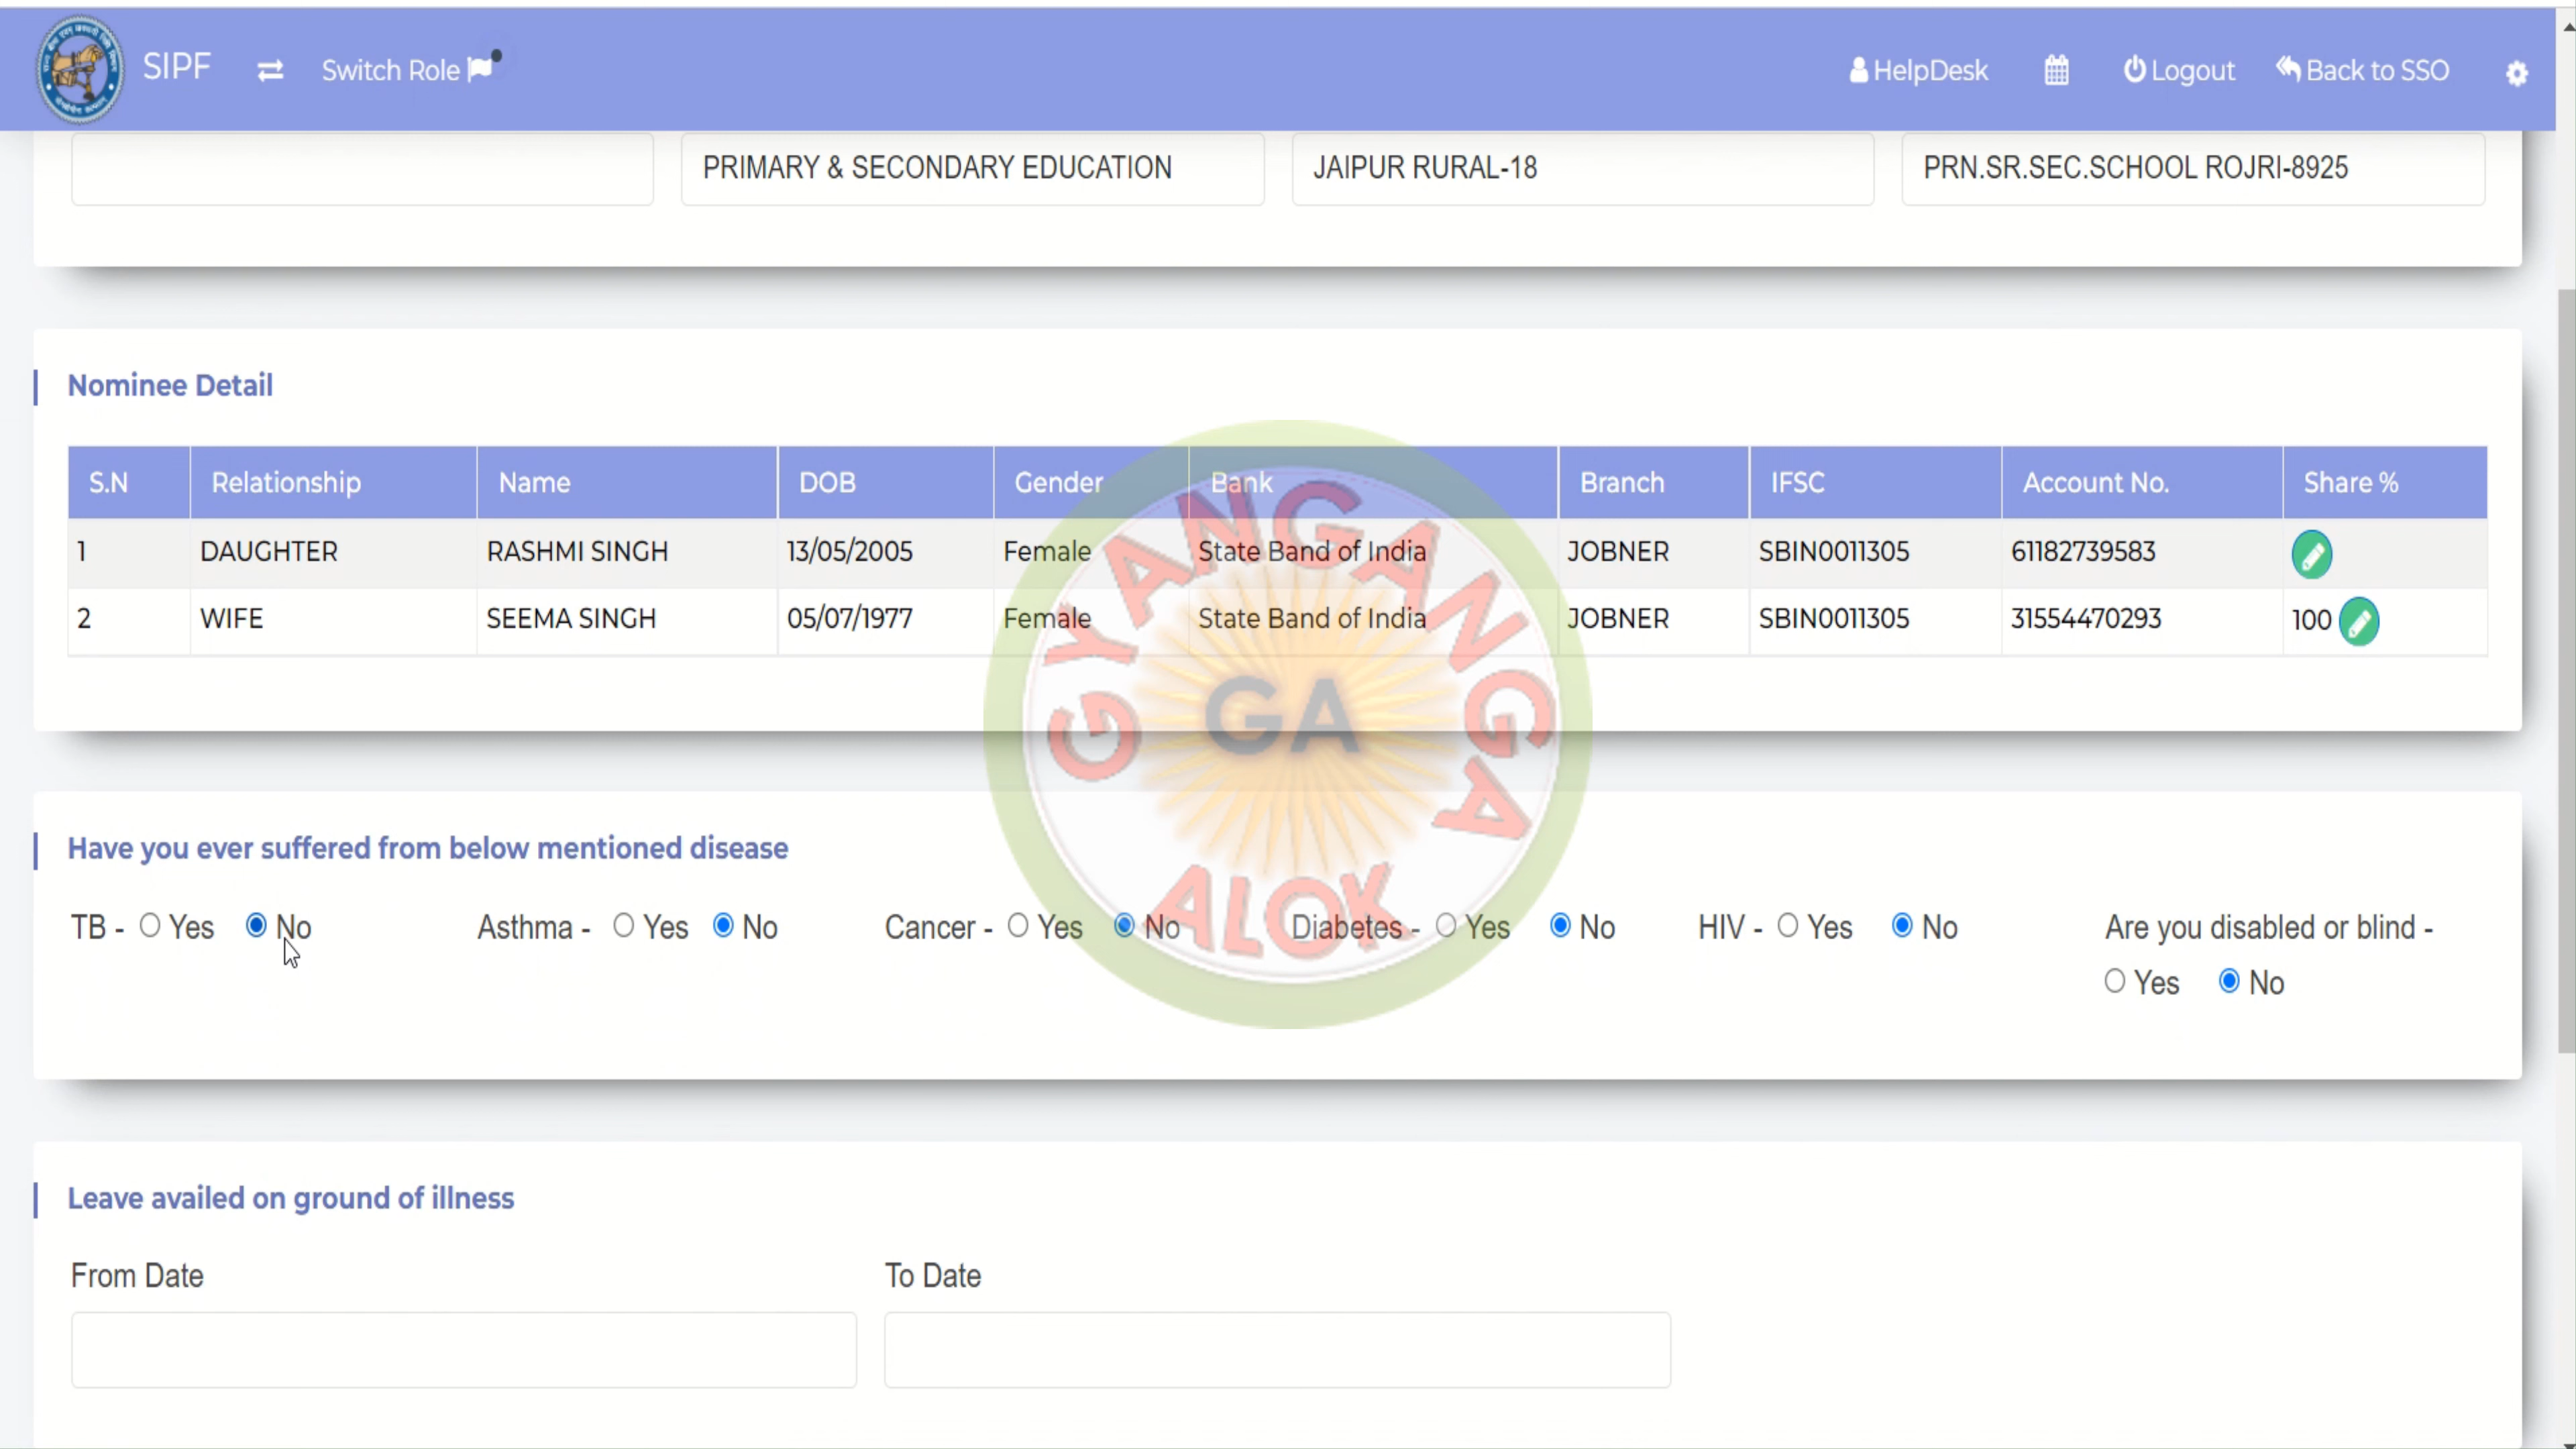 SIPF Switch Role HelpDesk Logout Back to SSO
PRIMARY & SECONDARY EDUCATION JAIPUR RURAL-18 PRN.SR.SEC.SCHOOL ROJRI-8925
Nominee Detail
S.N Relationship Name DOB Gender Bank Branch IFSC Account No. Share %
1 DAUGHTER RASHMI SINGH 13/05/2005 Female State Band of India JOBNER SBIN0011305 61182739583
2 WIFE SEEMA SINGH 05/07/1977 Female State Band of India JOBNER SBIN0011305 31554470293 100
GYANGANGA
GA
ALOK
Have you ever suffered from below mentioned disease
TB - Yes No Asthma - Yes No Cancer - Yes No Diabetes - Yes No HIV - Yes No Are you disabled or blind -
Yes No
Leave availed on ground of illness
From Date To Date